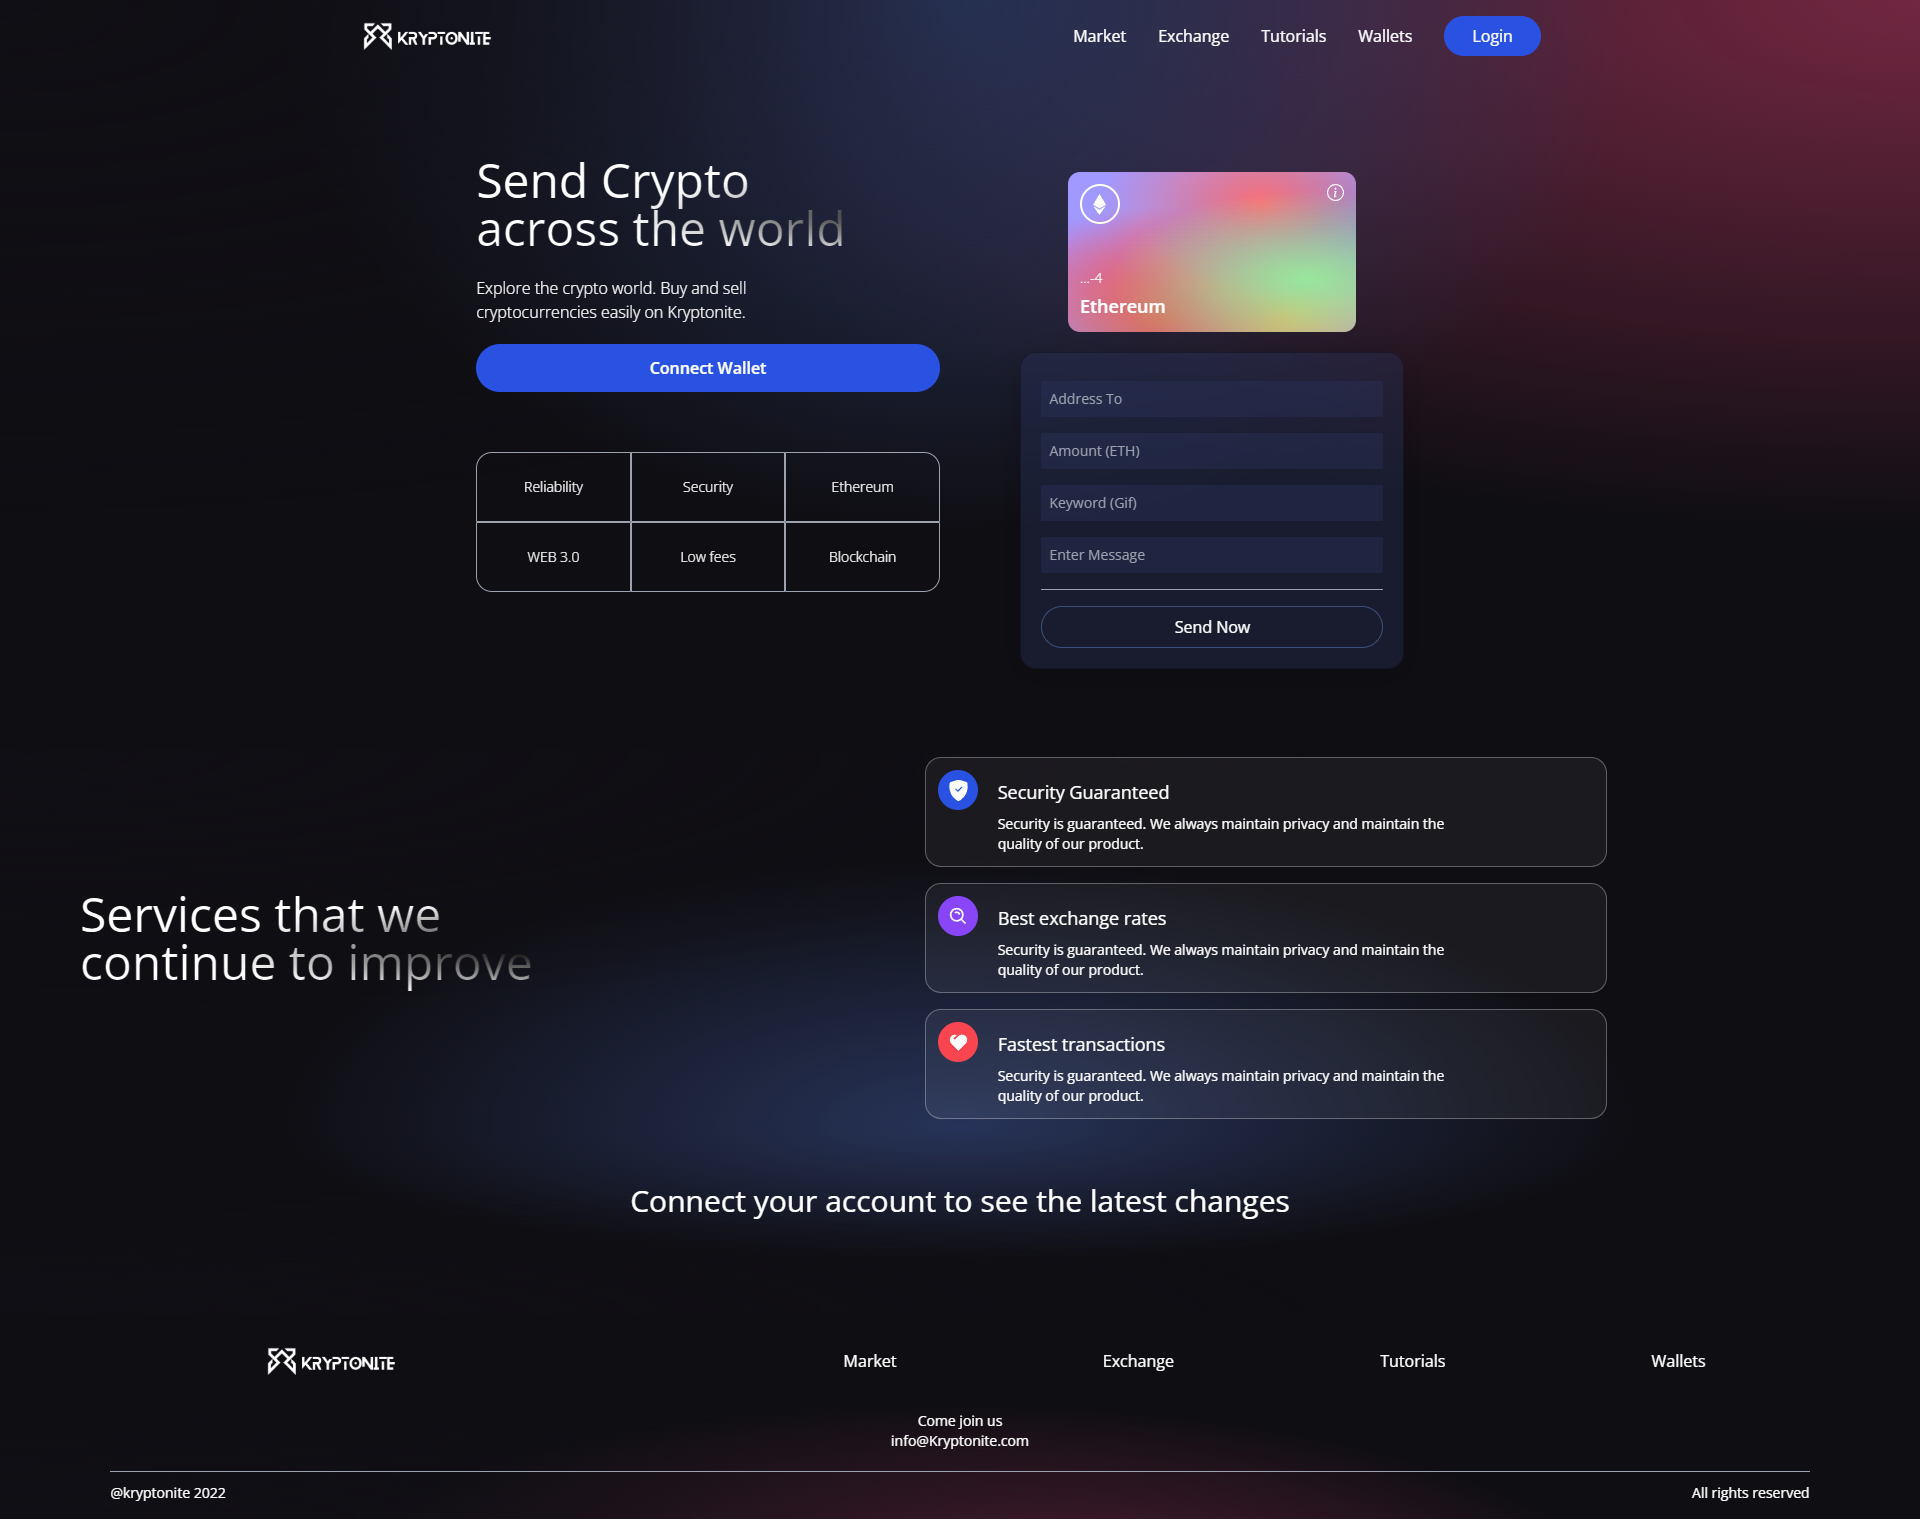 KRYPTONITE
Market
Exchange
Tutorials
Wallets
Login
Send Crypto
across the world
Explore the crypto world. Buy and sell
cryptocurrencies easily on Kryptonite.
Connect Wallet
Reliability
Security
Ethereum
WEB 3.0
Low fees
Blockchain
...-4
Ethereum
Address To
Amount (ETH)
Keyword (Gif)
Enter Message
Send Now
Services that we
continue to improve
Security Guaranteed
Security is guaranteed. We always maintain privacy and maintain the
quality of our product.
Best exchange rates
Security is guaranteed. We always maintain privacy and maintain the
quality of our product.
Fastest transactions
Security is guaranteed. We always maintain privacy and maintain the
quality of our product.
Connect your account to see the latest changes
KRYPTONITE
Market
Exchange
Tutorials
Wallets
Come join us
info@Kryptonite.com
@kryptonite 2022
All rights reserved